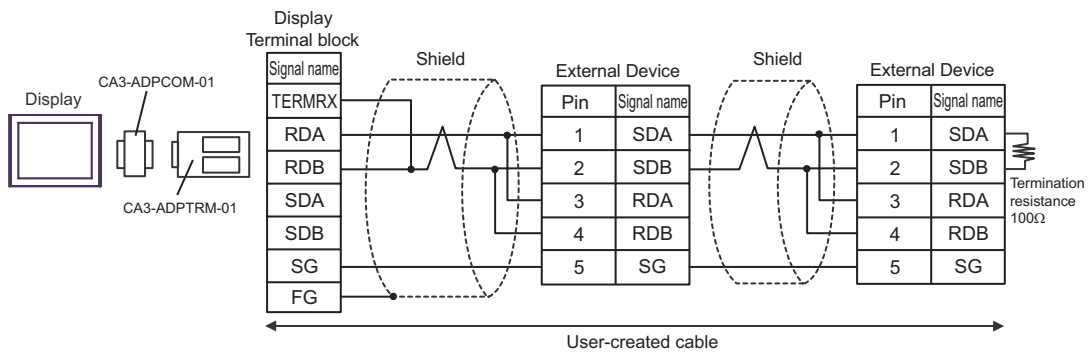 Display
Terminal block
Signal name
TERMRX
RDA
RDB
SDA
SDB
SG
FG
Display
CA3-ADPCOM-01
CA3-ADPTRM-01
Shield
External Device
Pin Signal name
1 SDA
2 SDB
3 RDA
4 RDB
5 SG
Shield
External Device
Pin Signal name
1 SDA
2 SDB
3 RDA
4 RDB
5 SG
Termination
resistance
100Ω
User-created cable